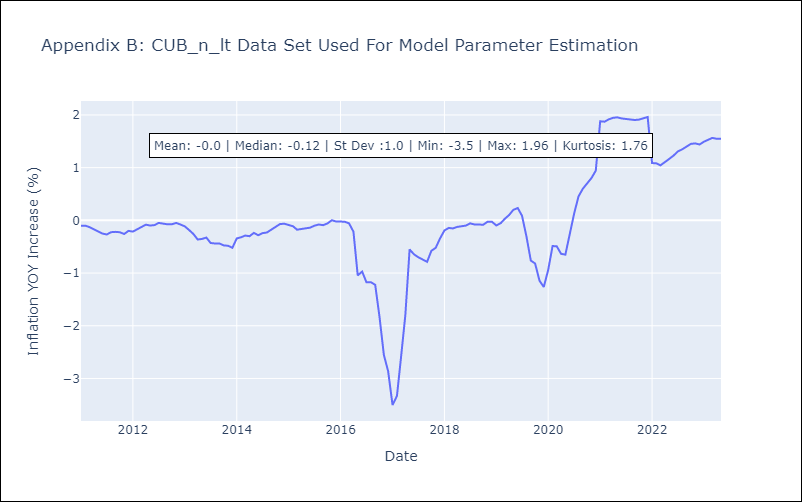 Appendix B: CUB_n_lt Data Set Used For Model Parameter Estimation
Mean: -0.0 | Median: -0.12 | St Dev :1.0 | Min: -3.5 | Max: 1.96 | Kurtosis: 1.76
Inflation YOY Increase (%)
2
1
0
−1
−2
−3
2012 2014 2016 2018 2020 2022
Date